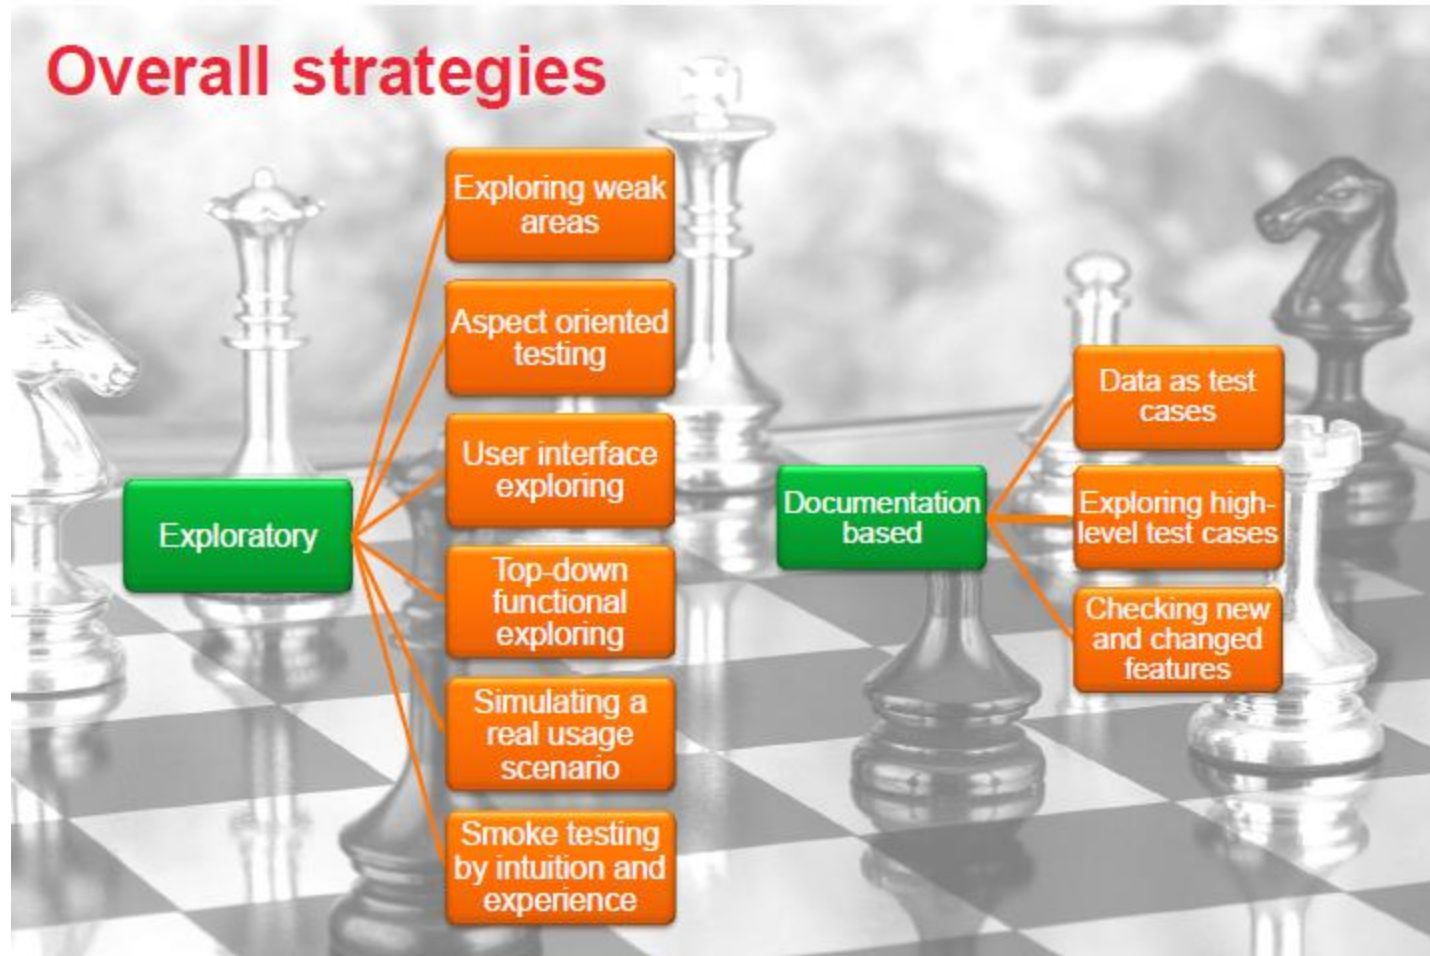 Overall strategies
Exploratory
Exploring weak
areas
Aspect oriented
testing
User interface
exploring
Top-down
functional
exploring
Simulating a
real usage
scenario
Smoke testing
by intuition and
experience
Documentation
based
Data as test
cases
Exploring high-
level test cases
Checking new
and changed
features